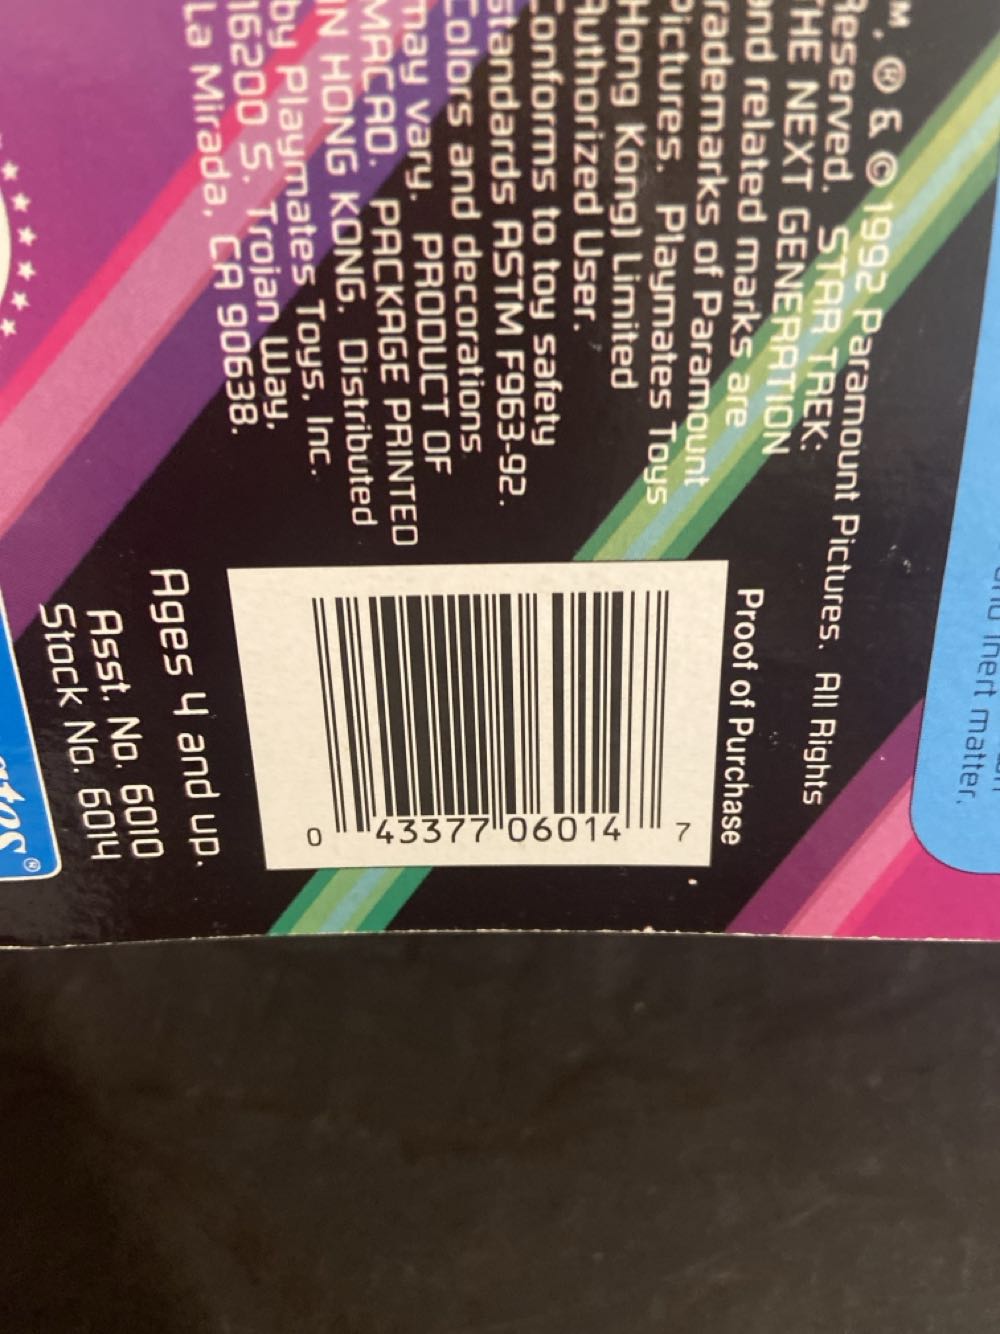 ™, ® & © 1992 Paramount Pictures. All Rights
Reserved. STAR TREK:
THE NEXT GENERATION
and related marks are
trademarks of Paramount
Pictures. Playmates Toys
(Hong Kong) Limited
Authorized User.
Conforms to toy safety
standards ASTM F963-92.
Colors and decorations
may vary. PRODUCT OF
MACAO. PACKAGE PRINTED
IN HONG KONG. Distributed
by Playmates Toys, Inc.
16200 S. Trojan Way,
La Mirada, CA 90638.
Proof of Purchase
0 43377 06014 7
Ages 4 and up.
Asst. No. 6010
Stock No. 6014
and inert matter.
®